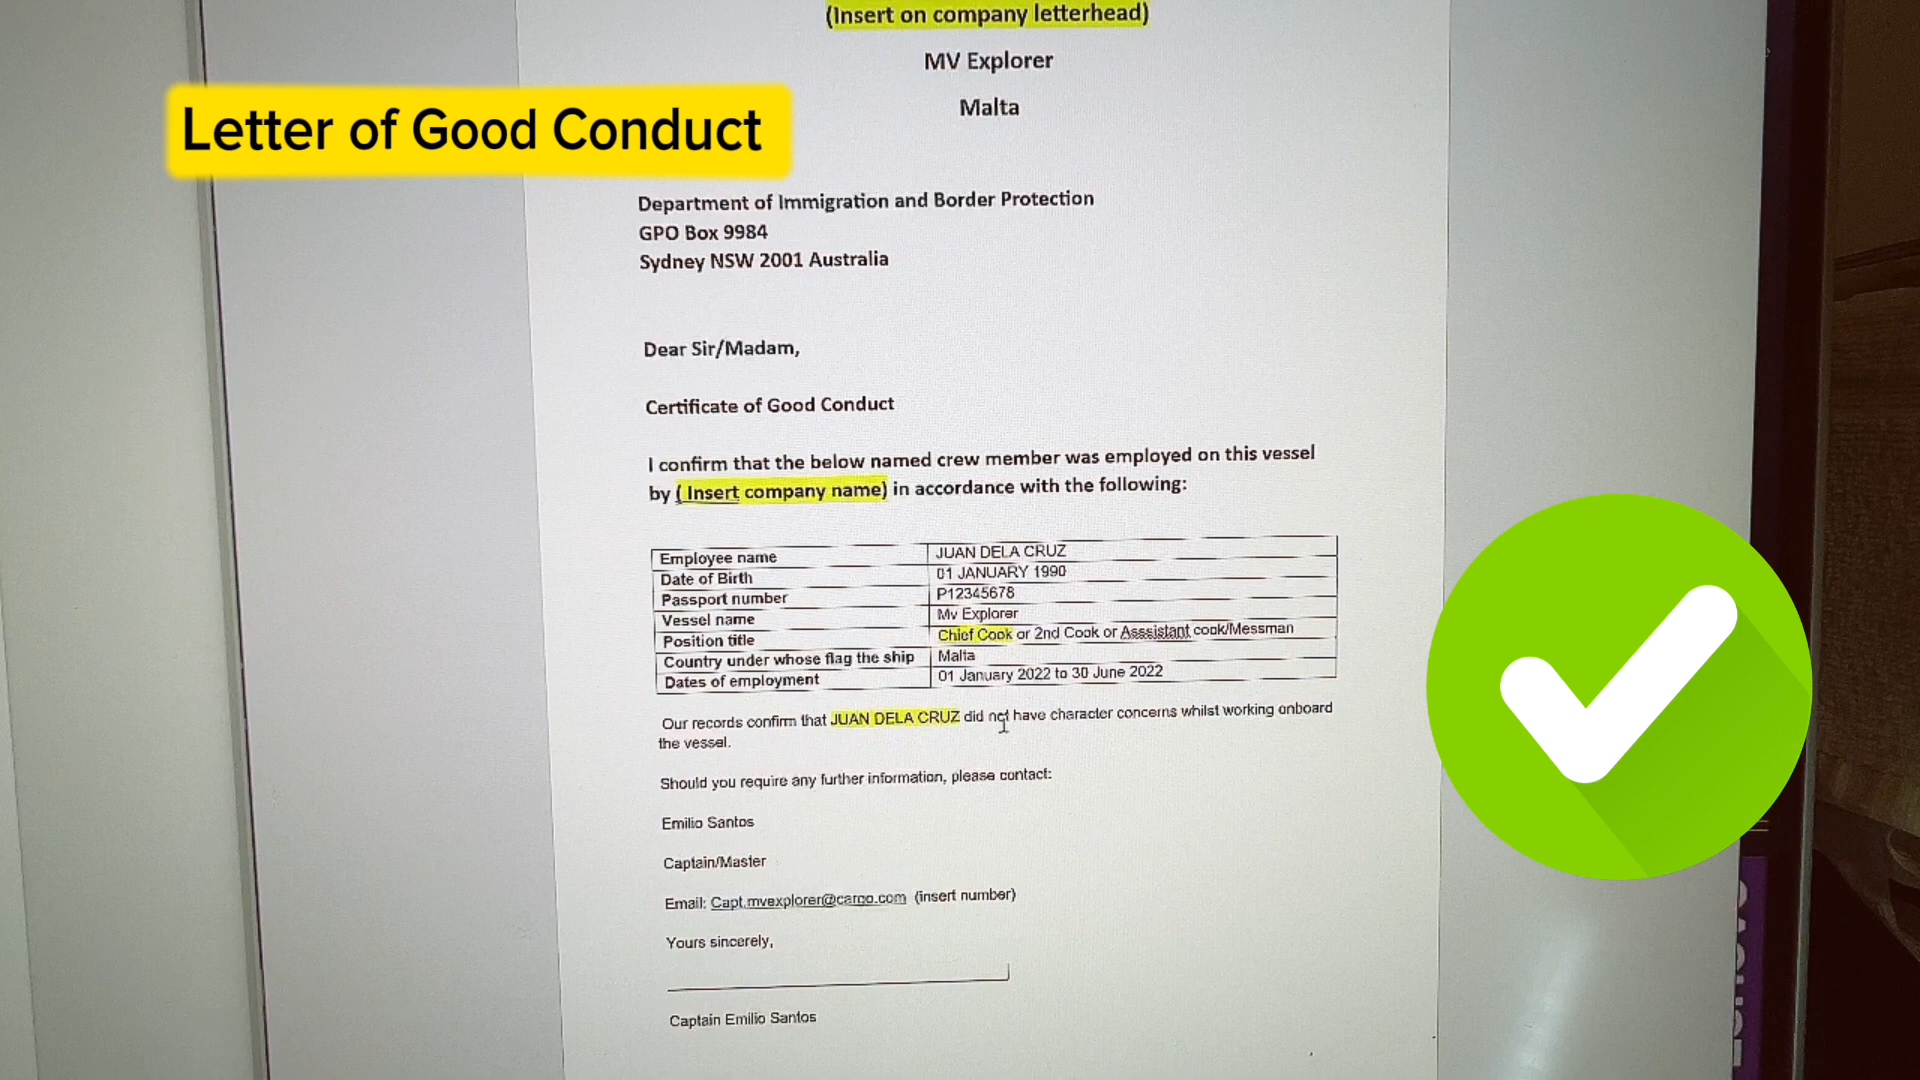 (Insert on company letterhead)
MV Explorer
Malta
Letter of Good Conduct
Department of Immigration and Border Protection
GPO Box 9984
Sydney NSW 2001 Australia
Dear Sir/Madam,
Certificate of Good Conduct
I confirm that the below named crew member was employed on this vessel
by ( Insert company name) in accordance with the following:
Employee name JUAN DELA CRUZ
Date of Birth 01 JANUARY 1990
Passport number P12345678
Vessel name Mv Explorer
Position title Chief Cook or 2nd Cook or Asssistant cook/Messman
Country under whose flag the ship Malta
Dates of employment 01 January 2022 to 30 June 2022
Our records confirm that JUAN DELA CRUZ did not have character concerns whilst working onboard
the vessel.
Should you require any further information, please contact:
Emilio Santos
Captain/Master
Email: Capt.mvexplorer@cargo.com (insert number)
Yours sincerely,
Captain Emilio Santos